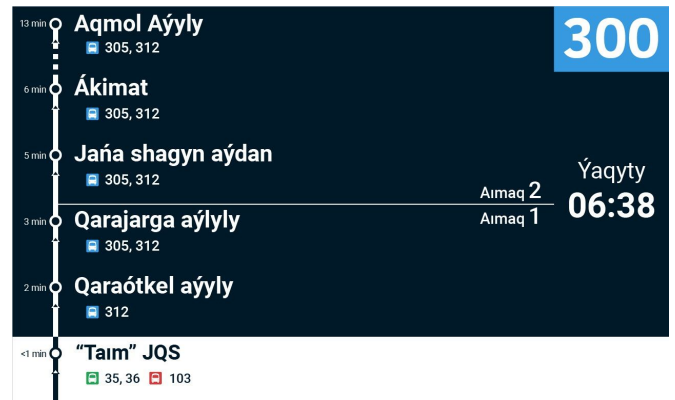 13 min Aqmol Aýyly
305, 312
300
6 min Ákimat
305, 312
5 min Jańa shagyn aýdan
305, 312
Ýaqyty
06:38
Aımaq 2
Aımaq 1
3 min Qarajarga aýlyly
305, 312
2 min Qaraótkel aýyly
312
<1 min “Taım” JQS
35, 36 103